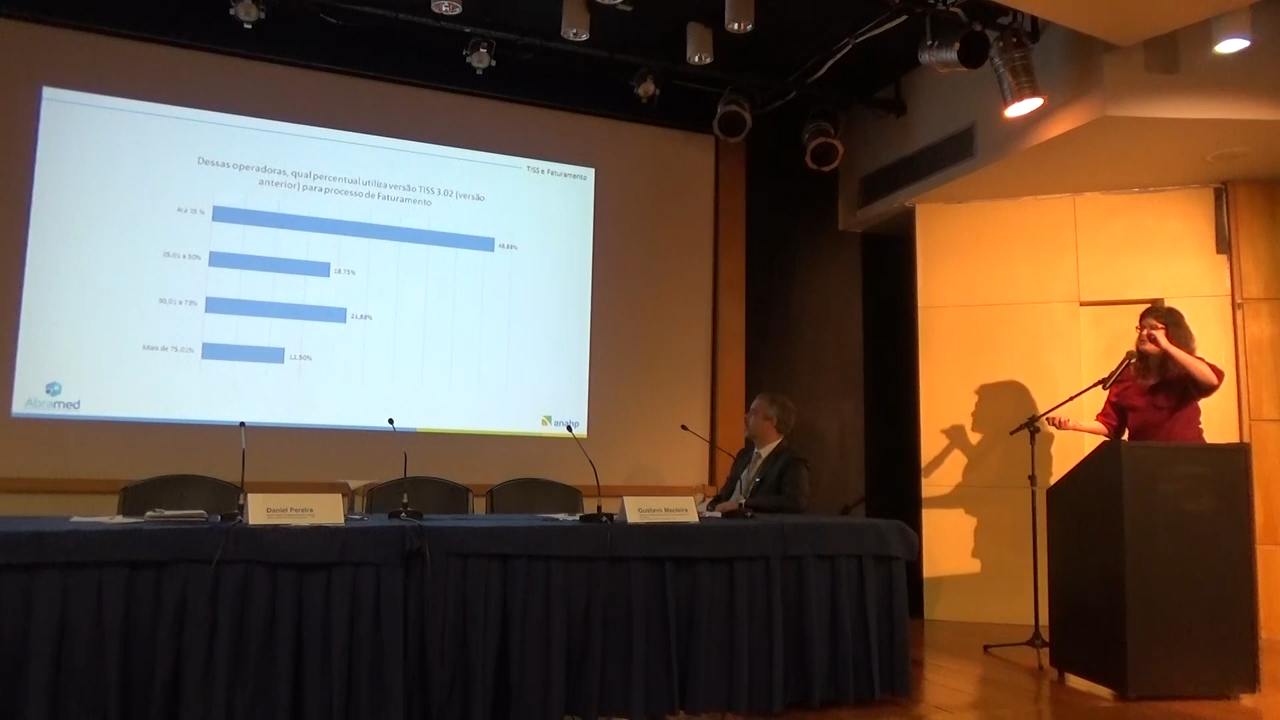 TISS e Faturamento
Dessas operadoras, qual percentual utiliza versão TISS 3.02 (versão
anterior) para processo de Faturamento
Até 25 %
46,88%
25,01 a 50%
18,75%
50,01 a 75%
21,88%
Mais de 75,01%
12,50%
Abramed
anahp
Daniel Pereira
Gustavo Macieira